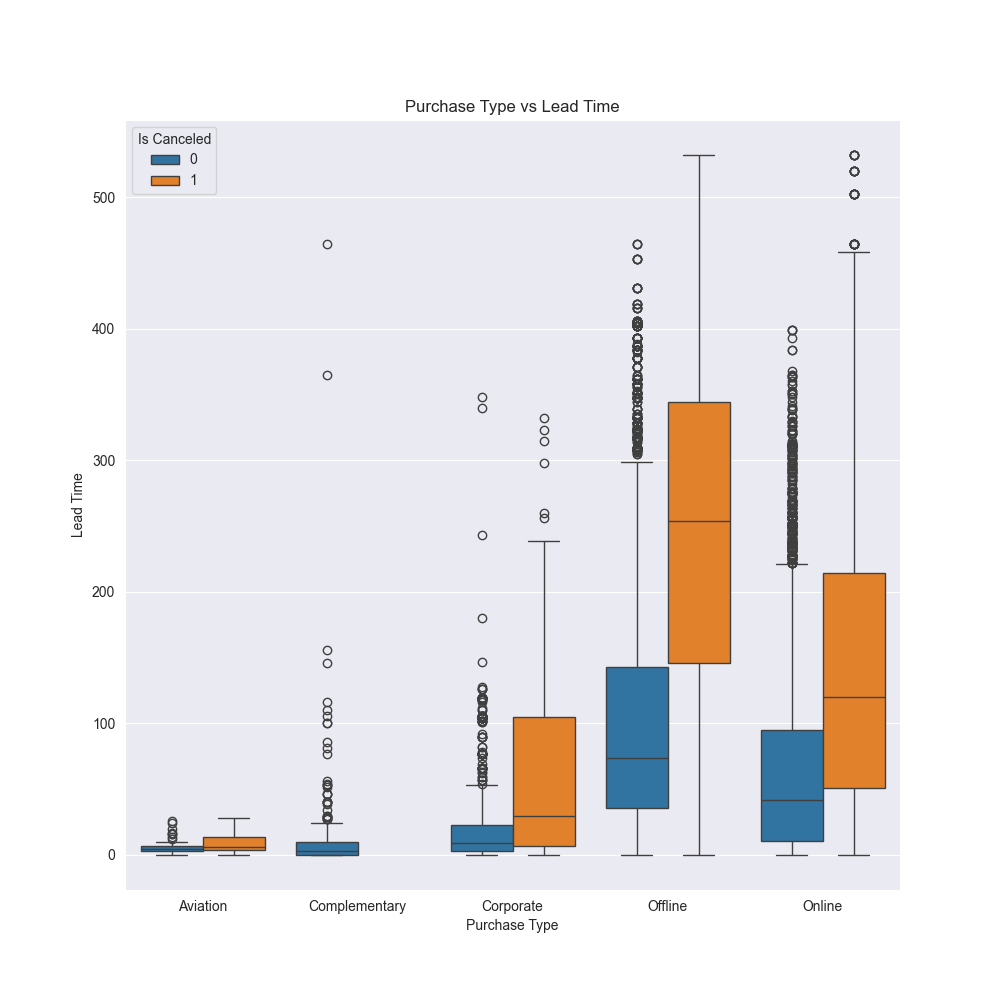 Purchase Type vs Lead Time
Is Canceled
0
1
500
400
300
200
100
0
Lead Time
Aviation
Complementary
Corporate
Offline
Online
Purchase Type